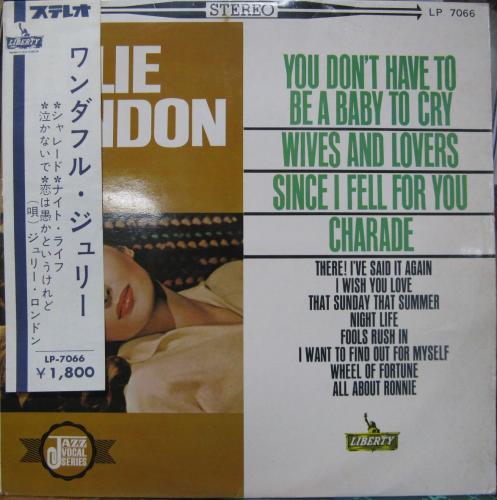 ステレオ
LIBERTY
ワンダフル・ジュリー
*シャレード*ナイト・ライフ
*泣かないで*恋は愚かというけれど
(唄)ジュリー・ロンドン
LP-7066
¥1,800
STEREO
LP 7066
LIE
NDON
YOU DON'T HAVE TO
BE A BABY TO CRY
WIVES AND LOVERS
SINCE I FELL FOR YOU
CHARADE
THERE! I'VE SAID IT AGAIN
I WISH YOU LOVE
THAT SUNDAY THAT SUMMER
NIGHT LIFE
FOOLS RUSH IN
I WANT TO FIND OUT FOR MYSELF
WHEEL OF FORTUNE
ALL ABOUT RONNIE
JAZZ
VOCAL
SERIES
LIBERTY